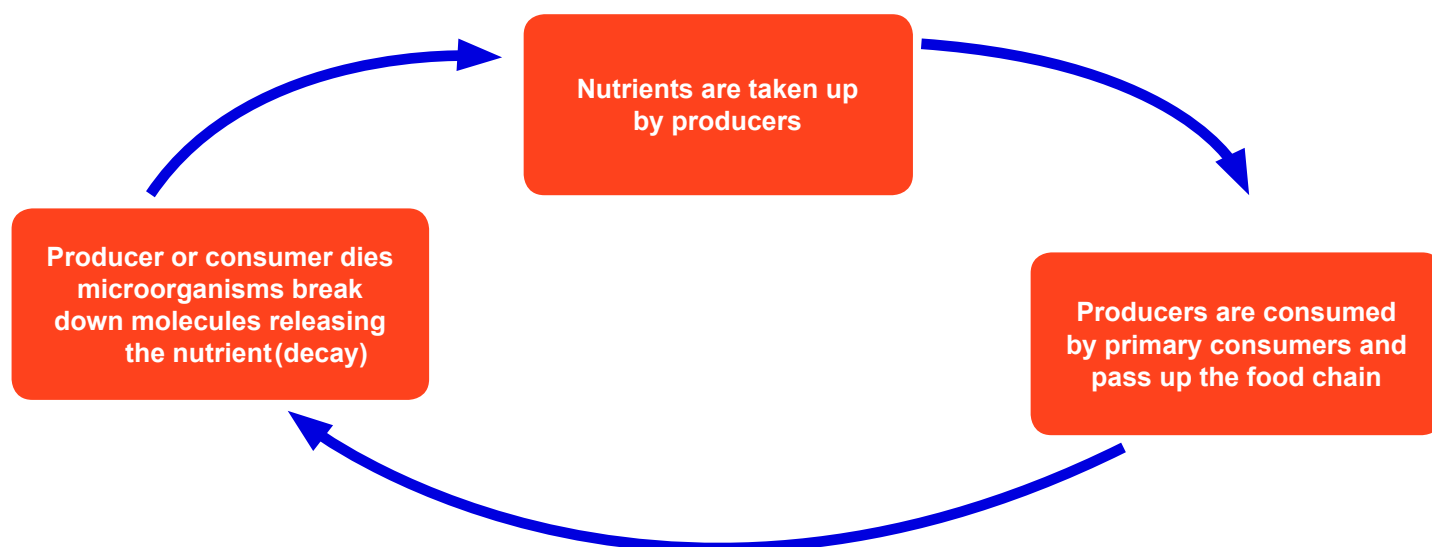 Nutrients are taken up
by producers
Producers are consumed
by primary consumers and
pass up the food chain
Producer or consumer dies
microorganisms break
down molecules releasing
the nutrient (decay)